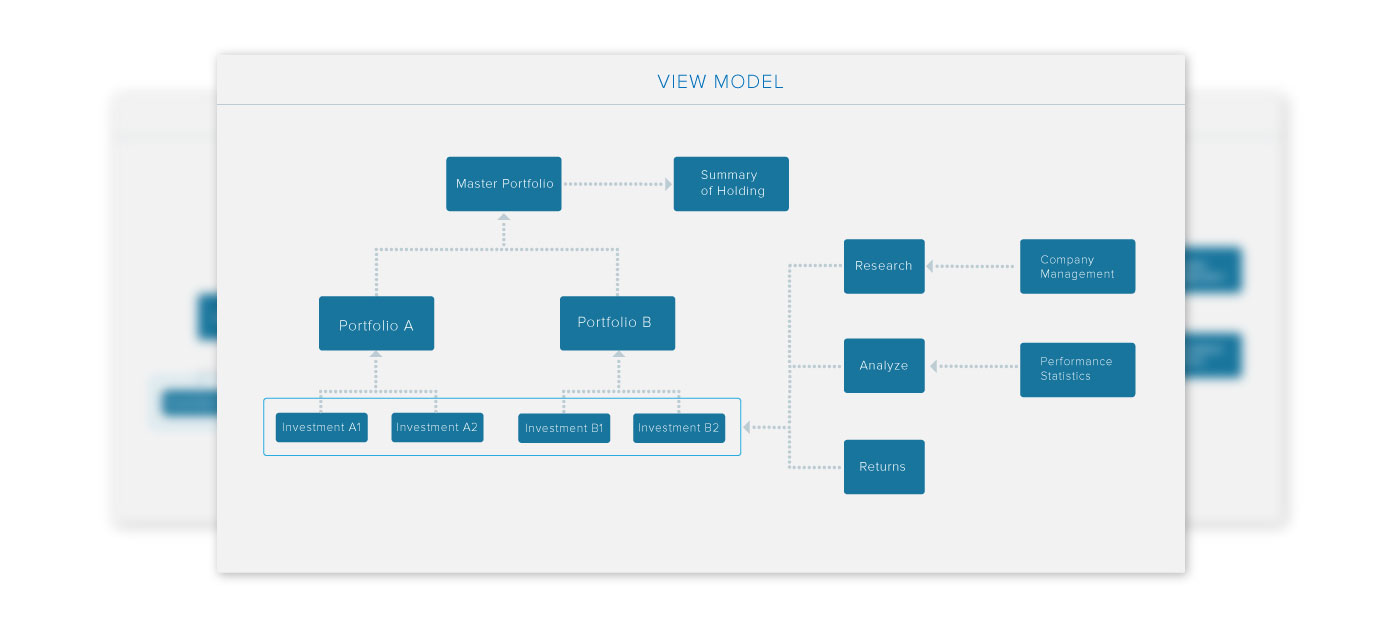 VIEW MODEL
Master Portfolio
Summary
of Holding
Research
Company
Management
Portfolio A
Portfolio B
Analyze
Performance
Statistics
Investment A1
Investment A2
Investment B1
Investment B2
Returns